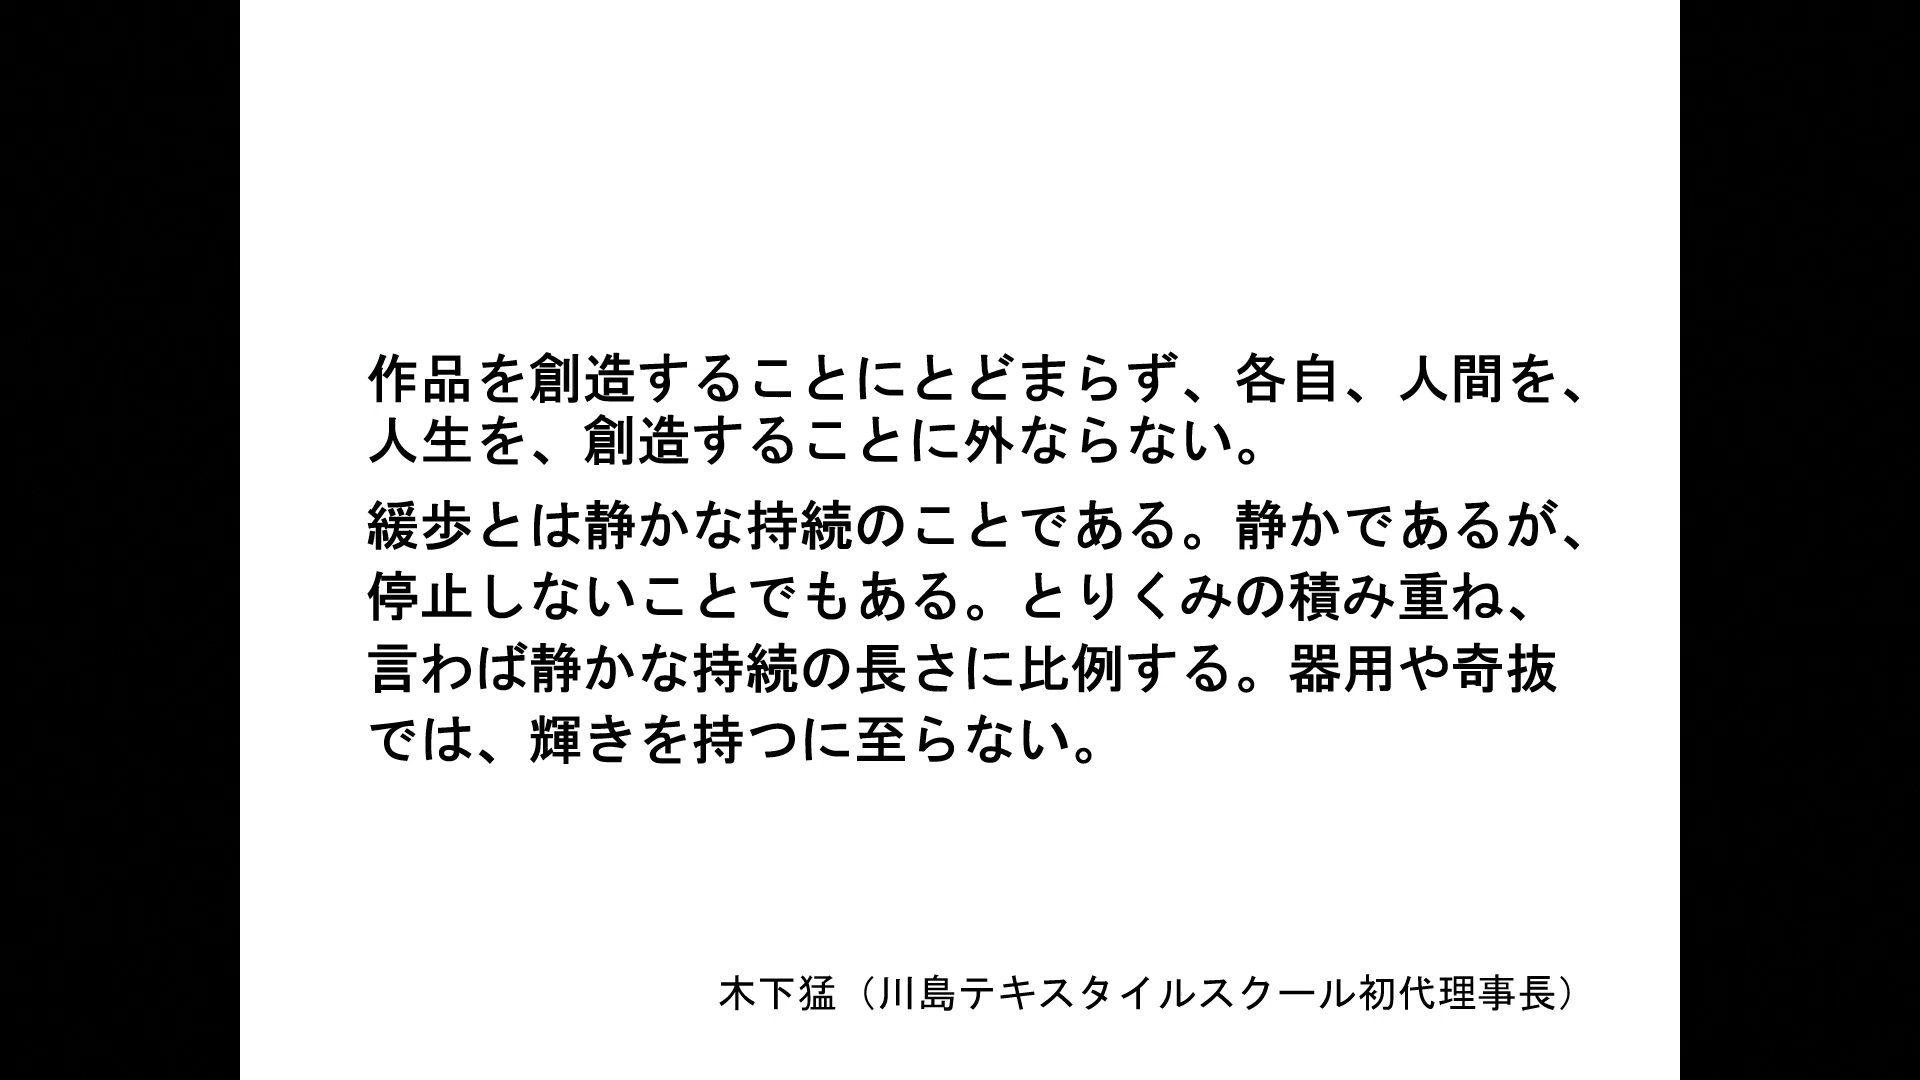 作品を創造することにとどまらず、各自、人間を、
人生を、創造することに外ならない。
緩歩とは静かな持続のことである。静かであるが、
停止しないことでもある。とりくみの積み重ね、
言わば静かな持続の長さに比例する。器用や奇抜
では、輝きを持つに至らない。
木下猛（川島テキスタイルスクール初代理事長）